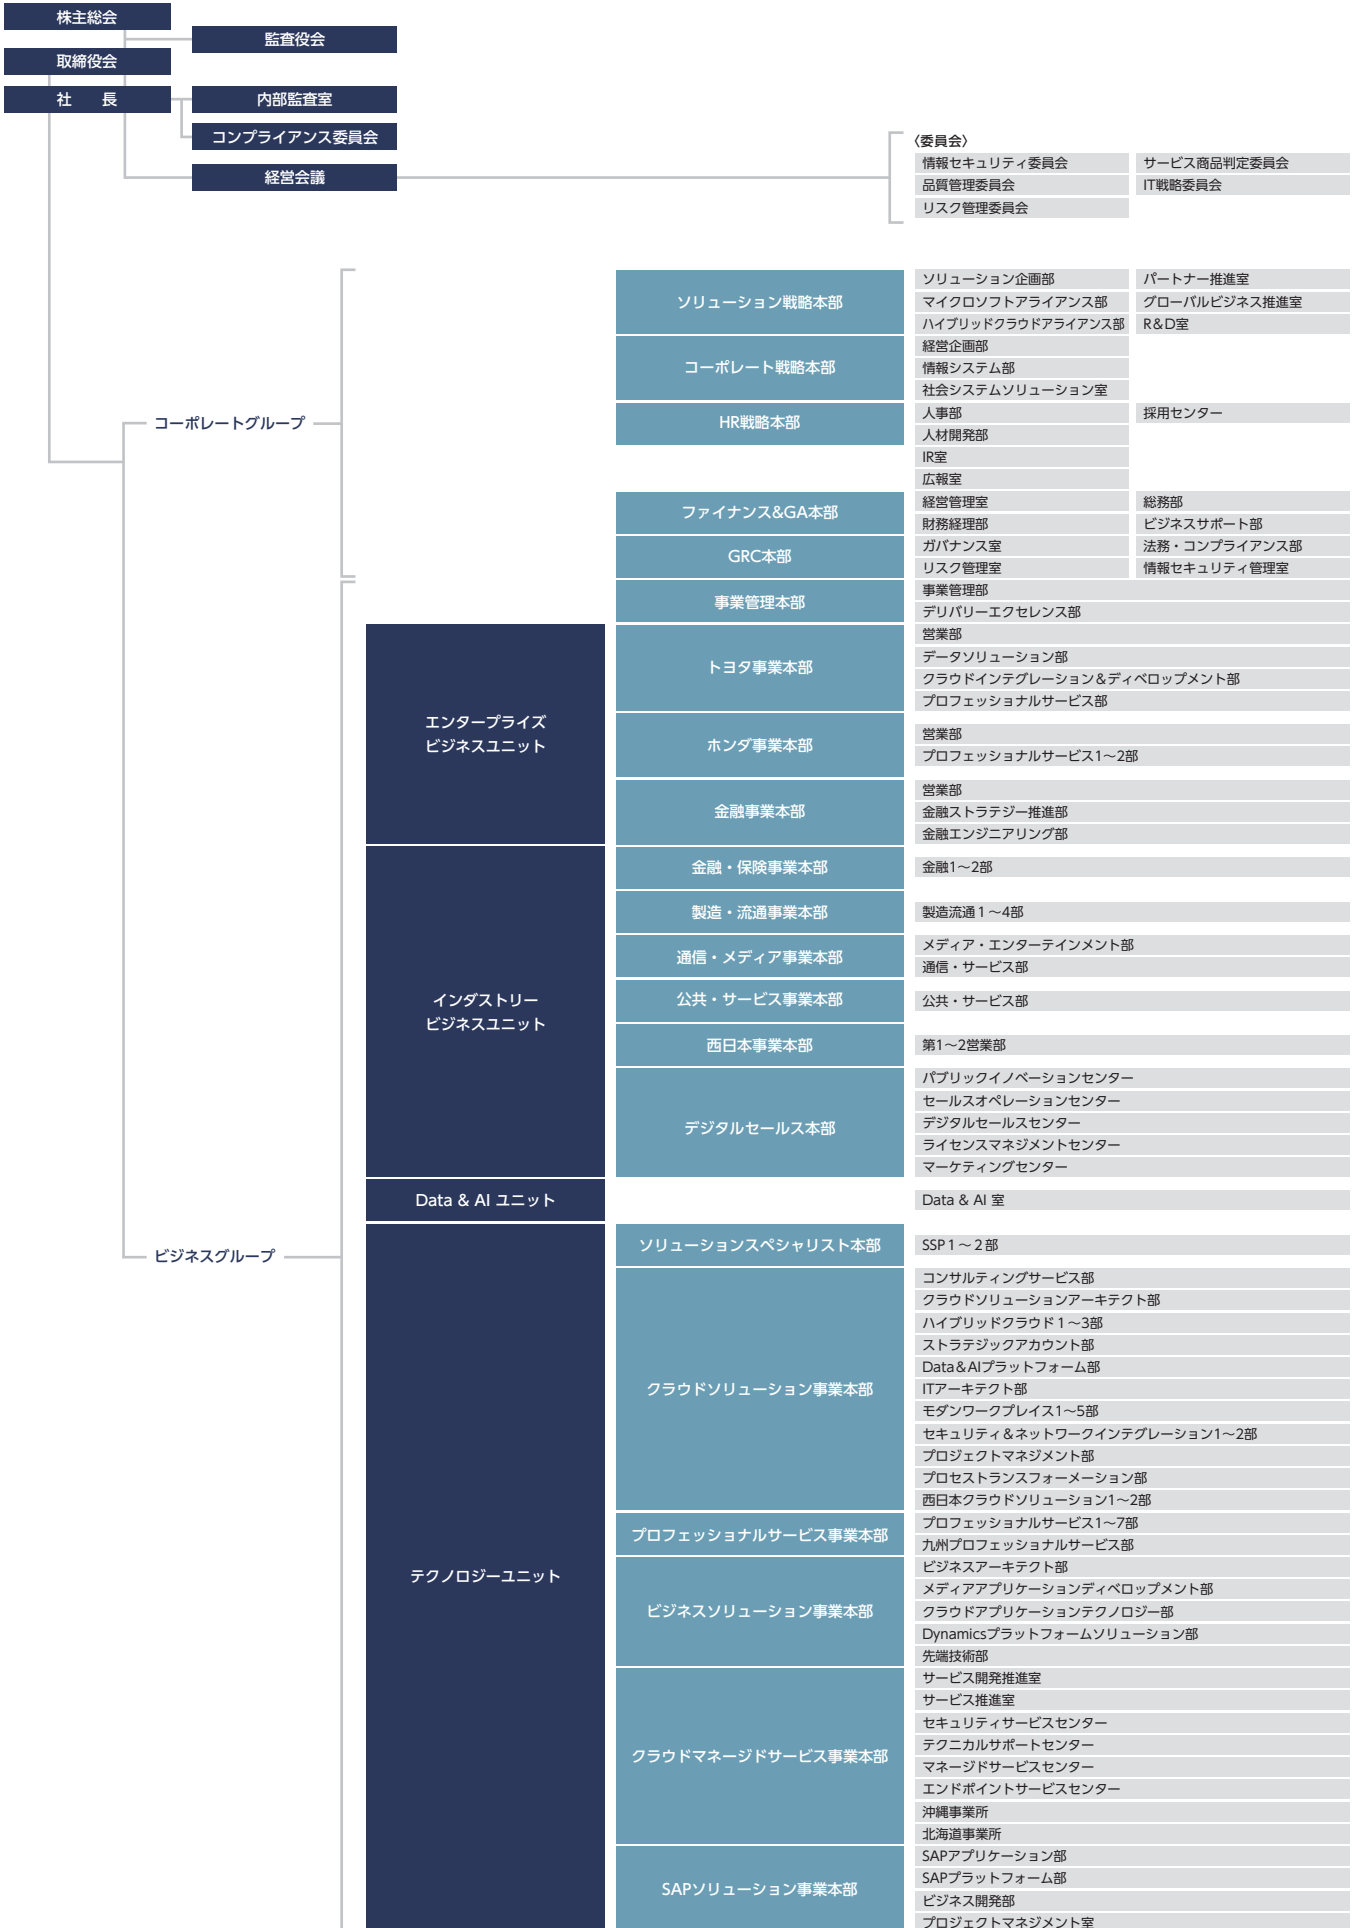 株主総会
監査役会
取締役会
社　　長
内部監査室
コンプライアンス委員会
経営会議
〈委員会〉
情報セキュリティ委員会
サービス商品判定委員会
品質管理委員会
IT戦略委員会
リスク管理委員会
コーポレートグループ
ソリューション戦略本部
ソリューション企画部
パートナー推進室
マイクロソフトアライアンス部
グローバルビジネス推進室
ハイブリッドクラウドアライアンス部
R&D室
コーポレート戦略本部
経営企画部
情報システム部
社会システムソリューション室
HR戦略本部
人事部
採用センター
人材開発部
IR室
広報室
ファイナンス&GA本部
経営管理室
総務部
財務経理部
ビジネスサポート部
GRC本部
ガバナンス室
法務・コンプライアンス部
リスク管理室
情報セキュリティ管理室
ビジネスグループ
事業管理本部
事業管理部
デリバリーエクセレンス部
エンタープライズ
ビジネスユニット
トヨタ事業本部
営業部
データソリューション部
クラウドインテグレーション&ディベロップメント部
プロフェッショナルサービス部
ホンダ事業本部
営業部
プロフェッショナルサービス1〜2部
金融事業本部
営業部
金融ストラテジー推進部
金融エンジニアリング部
インダストリー
ビジネスユニット
金融・保険事業本部
金融1〜2部
製造・流通事業本部
製造流通1〜4部
通信・メディア事業本部
メディア・エンターテインメント部
通信・サービス部
公共・サービス事業本部
公共・サービス部
西日本事業本部
第1〜2営業部
デジタルセールス本部
パブリックイノベーションセンター
セールスオペレーションセンター
デジタルセールスセンター
ライセンスマネジメントセンター
マーケティングセンター
Data & AI ユニット
Data & AI 室
テクノロジーユニット
ソリューションスペシャリスト本部
SSP1〜2部
クラウドソリューション事業本部
コンサルティングサービス部
クラウドソリューションアーキテクト部
ハイブリッドクラウド1〜3部
ストラテジックアカウント部
Data&AIプラットフォーム部
ITアーキテクト部
モダンワークプレイス1〜5部
セキュリティ&ネットワークインテグレーション1〜2部
プロジェクトマネジメント部
プロセストランスフォーメーション部
西日本クラウドソリューション1〜2部
プロフェッショナルサービス事業本部
プロフェッショナルサービス1〜7部
九州プロフェッショナルサービス部
ビジネスソリューション事業本部
ビジネスアーキテクト部
メディアアプリケーションディベロップメント部
クラウドアプリケーションテクノロジー部
Dynamicsプラットフォームソリューション部
先端技術部
クラウドマネージドサービス事業本部
サービス開発推進室
サービス推進室
セキュリティサービスセンター
テクニカルサポートセンター
マネージドサービスセンター
エンドポイントサービスセンター
沖縄事業所
北海道事業所
SAPソリューション事業本部
SAPアプリケーション部
SAPプラットフォーム部
ビジネス開発部
プロジェクトマネジメント室